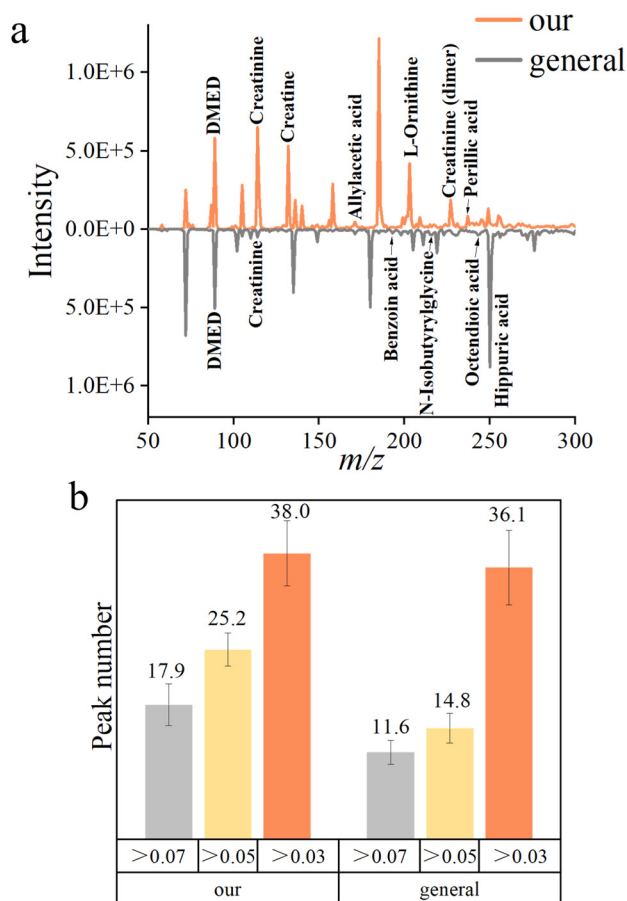 a
our
general
1.0E+6
5.0E+5
0.0E+0
5.0E+5
1.0E+6
Intensity
DMED
Creatinine
Creatine
Allylacetic acid
L-Ornithine
Creatinine (dimer)
Perillic acid
DMED
Creatinine
Benzoin acid
N-Isobutyrylglycine
Octendioic acid
Hippuric acid
50 100 150 200 250 300
m/z
b
Peak number
17.9
25.2
38.0
11.6
14.8
36.1
>0.07 >0.05 >0.03 >0.07 >0.05 >0.03
our general